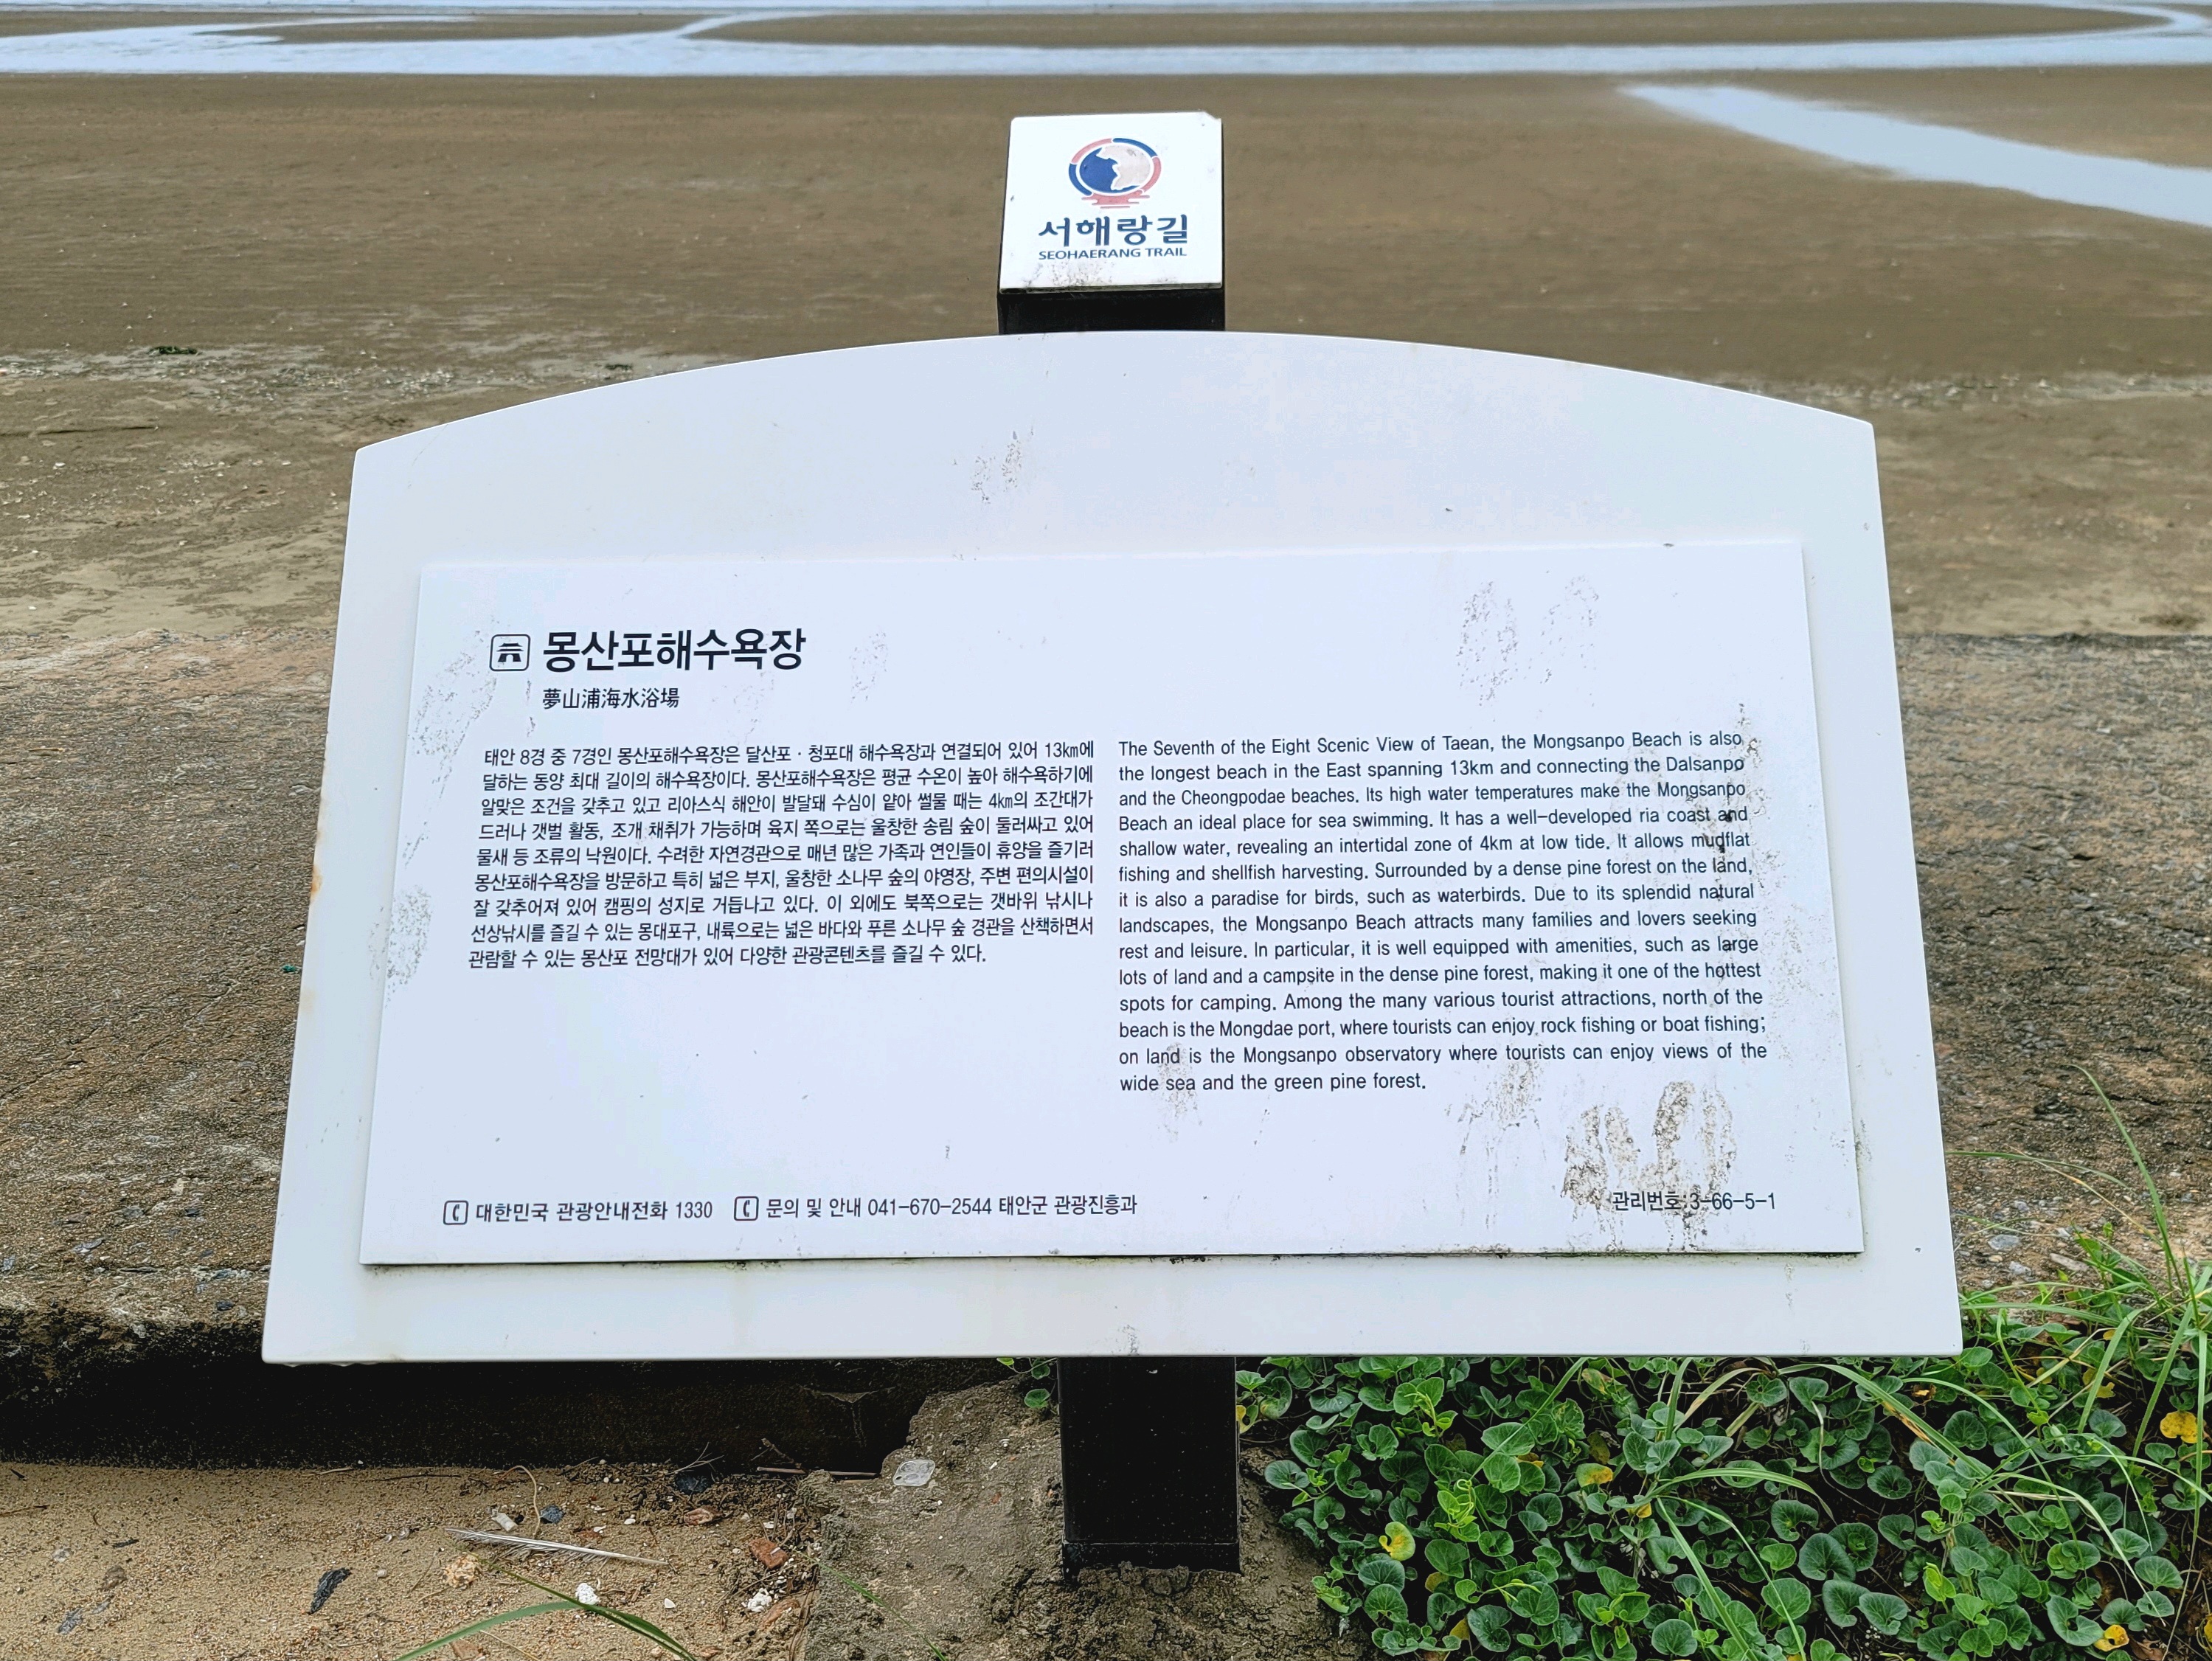 서해랑길
SEOHAERANG TRAIL
몽산포해수욕장
夢山浦海水浴場
태안 8경 중 7경인 몽산포해수욕장은 달산포 · 청포대 해수욕장과 연결되어 있어 13㎞에
달하는 동양 최대 길이의 해수욕장이다. 몽산포해수욕장은 평균 수온이 높아 해수욕하기에
알맞은 조건을 갖추고 있고 리아스식 해안이 발달돼 수심이 얕아 썰물 때는 4㎞의 조간대가
드러나 갯벌 활동, 조개 채취가 가능하며 육지 쪽으로는 울창한 송림 숲이 둘러싸고 있어
물새 등 조류의 낙원이다. 수려한 자연경관으로 매년 많은 가족과 연인들이 휴양을 즐기러
몽산포해수욕장을 방문하고 특히 넓은 부지, 울창한 소나무 숲의 야영장, 주변 편의시설이
잘 갖추어져 있어 캠핑의 성지로 거듭나고 있다. 이 외에도 북쪽으로는 갯바위 낚시나
선상낚시를 즐길 수 있는 몽대포구, 내륙으로는 넓은 바다와 푸른 소나무 숲 경관을 산책하면서
관람할 수 있는 몽산포 전망대가 있어 다양한 관광콘텐츠를 즐길 수 있다.
The Seventh of the Eight Scenic View of Taean, the Mongsanpo Beach is also
the longest beach in the East spanning 13km and connecting the Dalsanpo
and the Cheongpodae beaches. Its high water temperatures make the Mongsanpo
Beach an ideal place for sea swimming. It has a well-developed ria coast and
shallow water, revealing an intertidal zone of 4km at low tide. It allows mudflat
fishing and shellfish harvesting. Surrounded by a dense pine forest on the land,
it is also a paradise for birds, such as waterbirds. Due to its splendid natural
landscapes, the Mongsanpo Beach attracts many families and lovers seeking
rest and leisure. In particular, it is well equipped with amenities, such as large
lots of land and a campsite in the dense pine forest, making it one of the hottest
spots for camping. Among the many various tourist attractions, north of the
beach is the Mongdae port, where tourists can enjoy rock fishing or boat fishing;
on land is the Mongsanpo observatory where tourists can enjoy views of the
wide sea and the green pine forest.
대한민국 관광안내전화 1330 문의 및 안내 041-670-2544 태안군 관광진흥과
관리번호:3-66-5-1